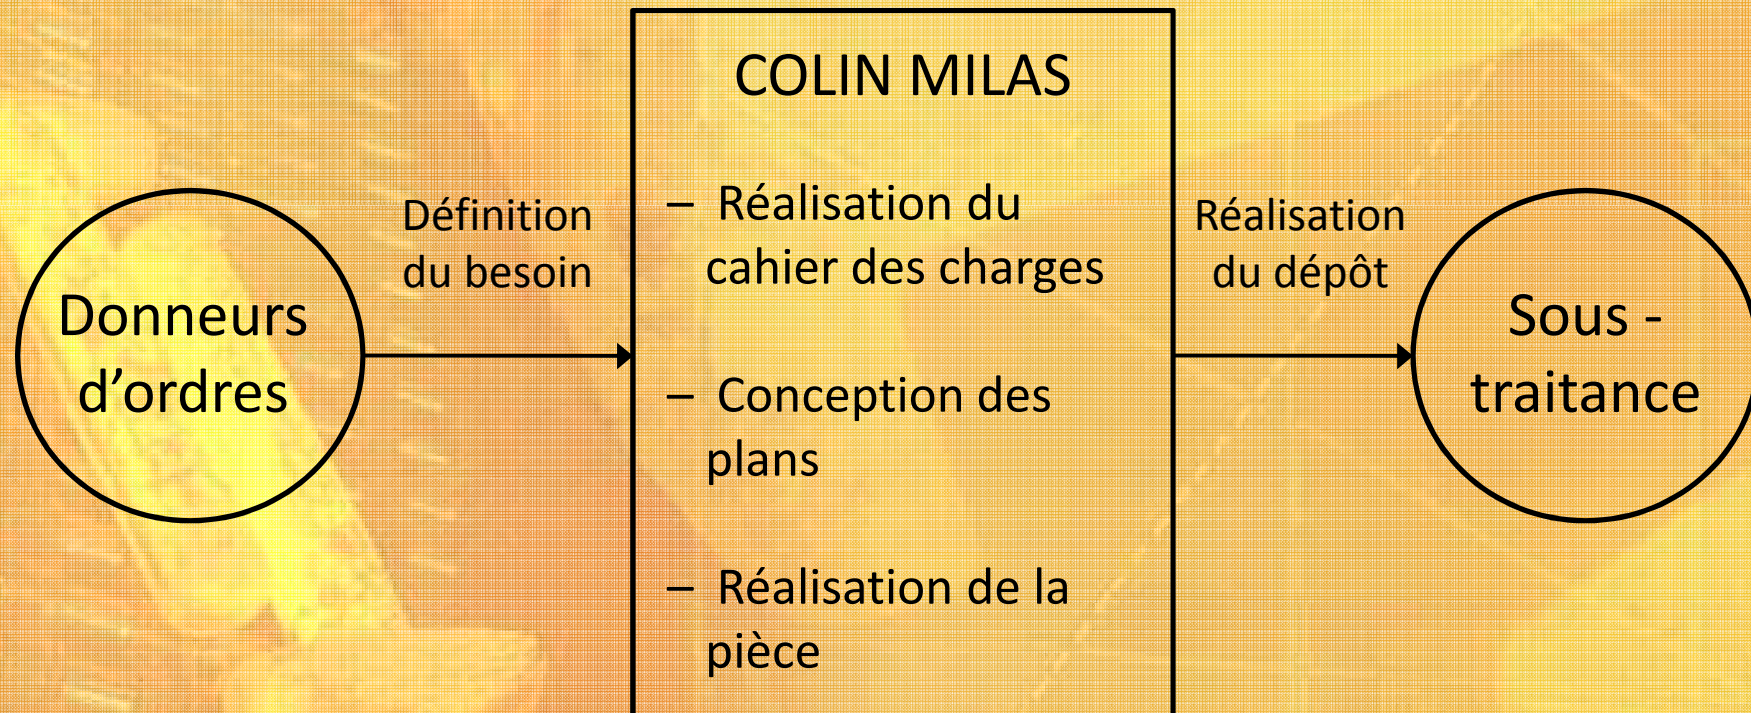 COLIN MILAS
Donneurs
d’ordres
Définition
du besoin
– Réalisation du
cahier des charges
– Conception des
plans
– Réalisation de la
pièce
Réalisation
du dépôt
Sous -
traitance